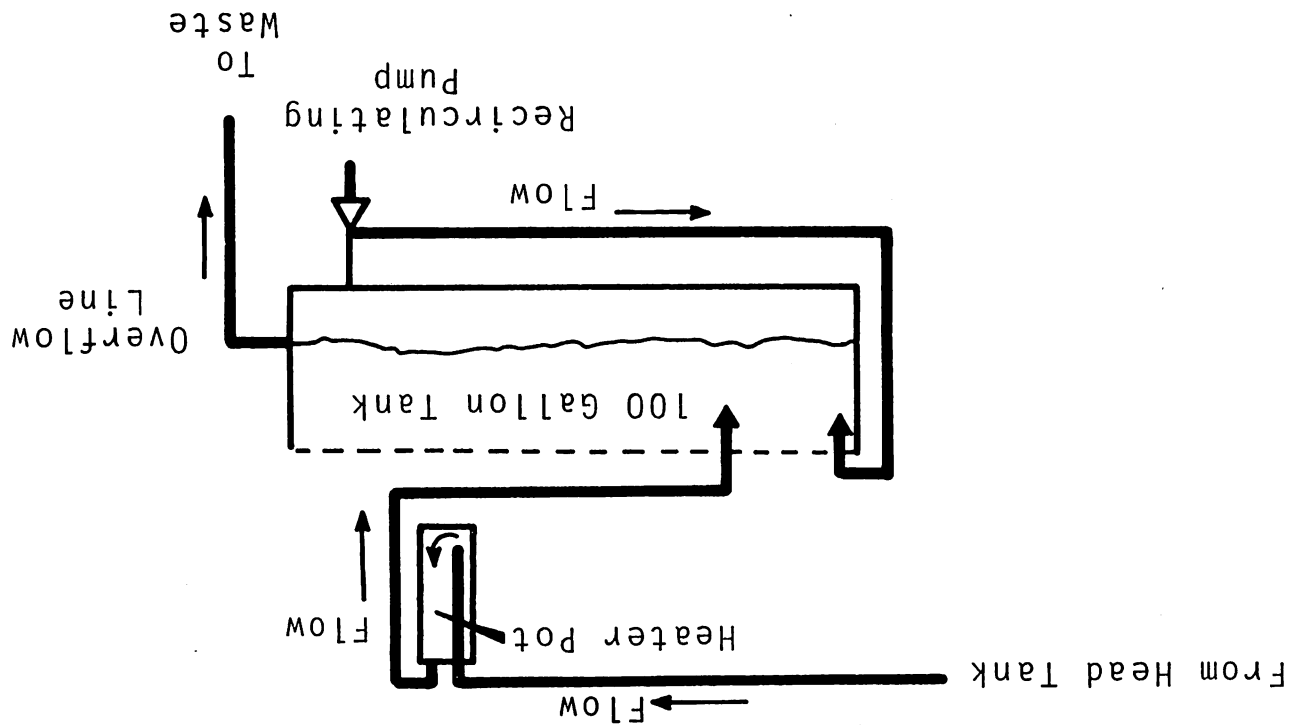 Flow
From Head Tank
Heater Pot
Flow
100 Gallon Tank
Overflow
Line
Flow
Recirculating
Pump
To
Waste